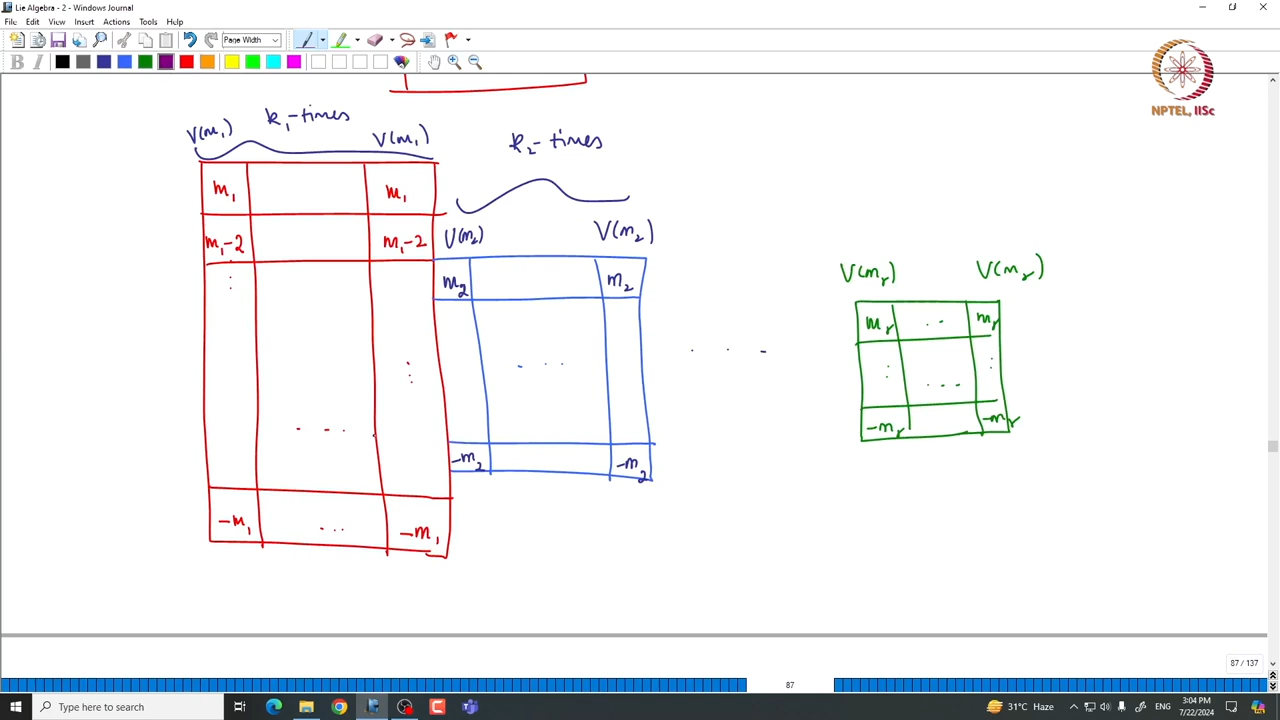 Lie Algebra - 2 - Windows Journal
File Edit View Insert Actions Tools Help
Page Width
B I
NPTEL, IISc
k₁-times
V(m₁) V(m₁)
k₂-times
m₁ m₁
m₁-2 m₁-2
V(m₂) V(m₂)
m₂ m₂
V(mᵣ) V(mᵣ)
mᵣ .. mᵣ
⋮ ⋮
... ...
⋮ ... ⋮
...
-mᵣ -mᵣ
-m₂ -m₂
-m₁ ... -m₁
87 / 137
87
Type here to search
31°C Haze
ENG
3:04 PM
7/22/2024